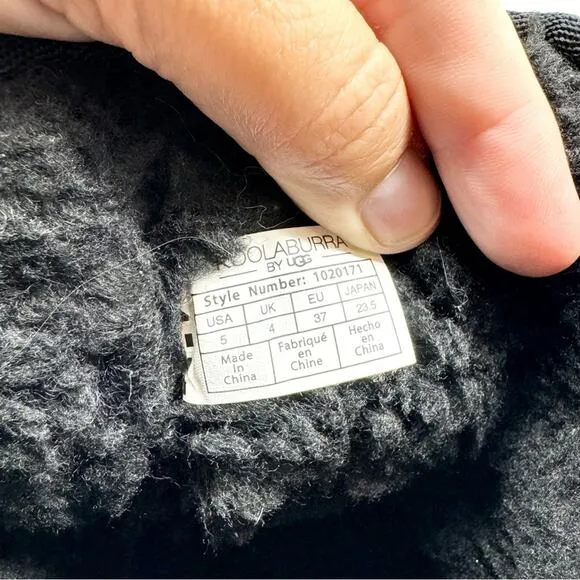 KOOLABURRA
BY UGG
Style Number: 1020171
USA UK EU JAPAN
5 4 37 23.5
Made in China
Fabriqué en Chine
Hecho en China